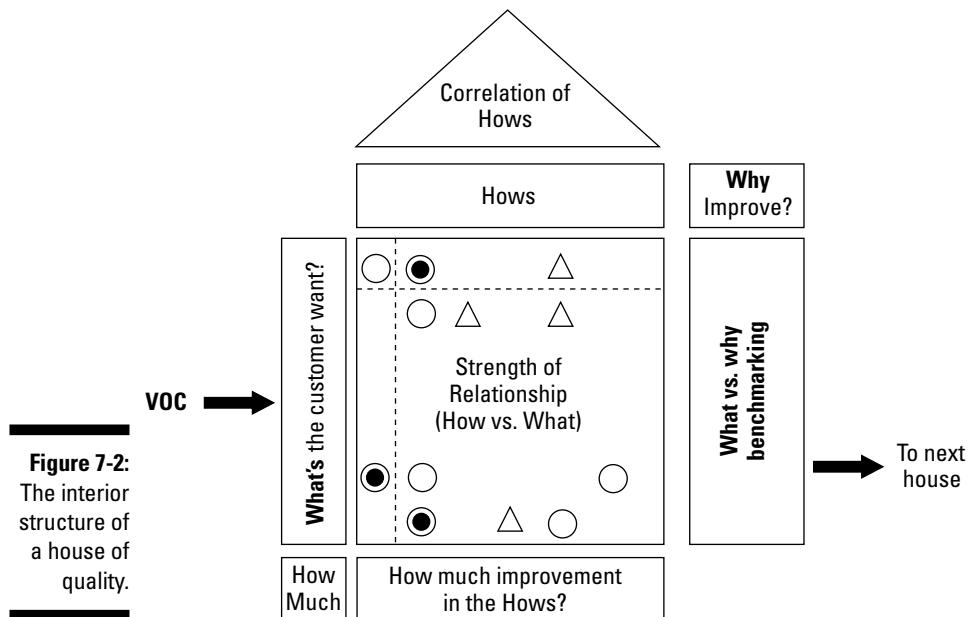 Correlation of
Hows
Hows
Why
Improve?
What's the customer want?
Strength of
Relationship
(How vs. What)
What vs. why
benchmarking
VOC
To next
house
Figure 7-2:
The interior
structure of
a house of
quality.
How
Much
How much improvement
in the Hows?